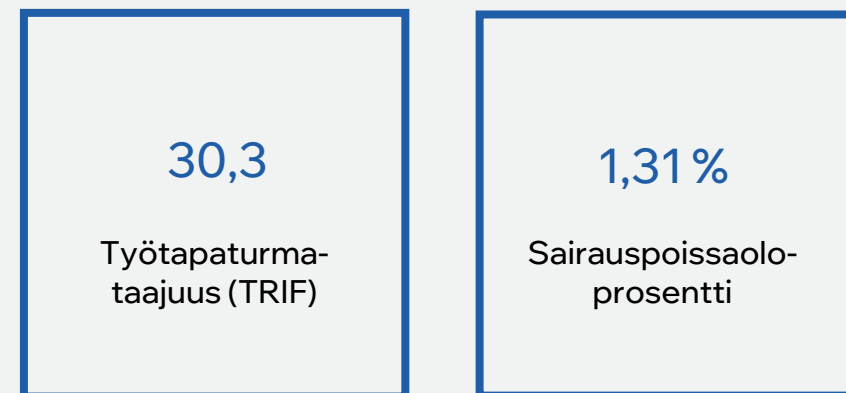 30,3
Työtapaturma-
taajuus (TRIF)
1,31 %
Sairauspoissaolo-
prosentti